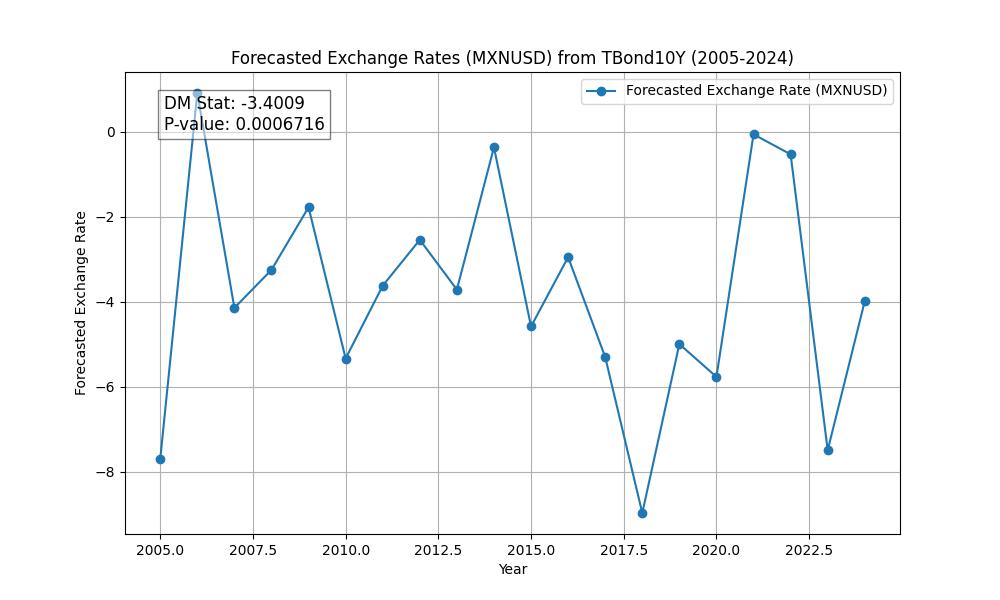 Forecasted Exchange Rates (MXNUSD) from TBond10Y (2005-2024)
DM Stat: -3.4009
P-value: 0.0006716
Forecasted Exchange Rate (MXNUSD)
Forecasted Exchange Rate
0
−2
−4
−6
−8
2005.0 2007.5 2010.0 2012.5 2015.0 2017.5 2020.0 2022.5
Year